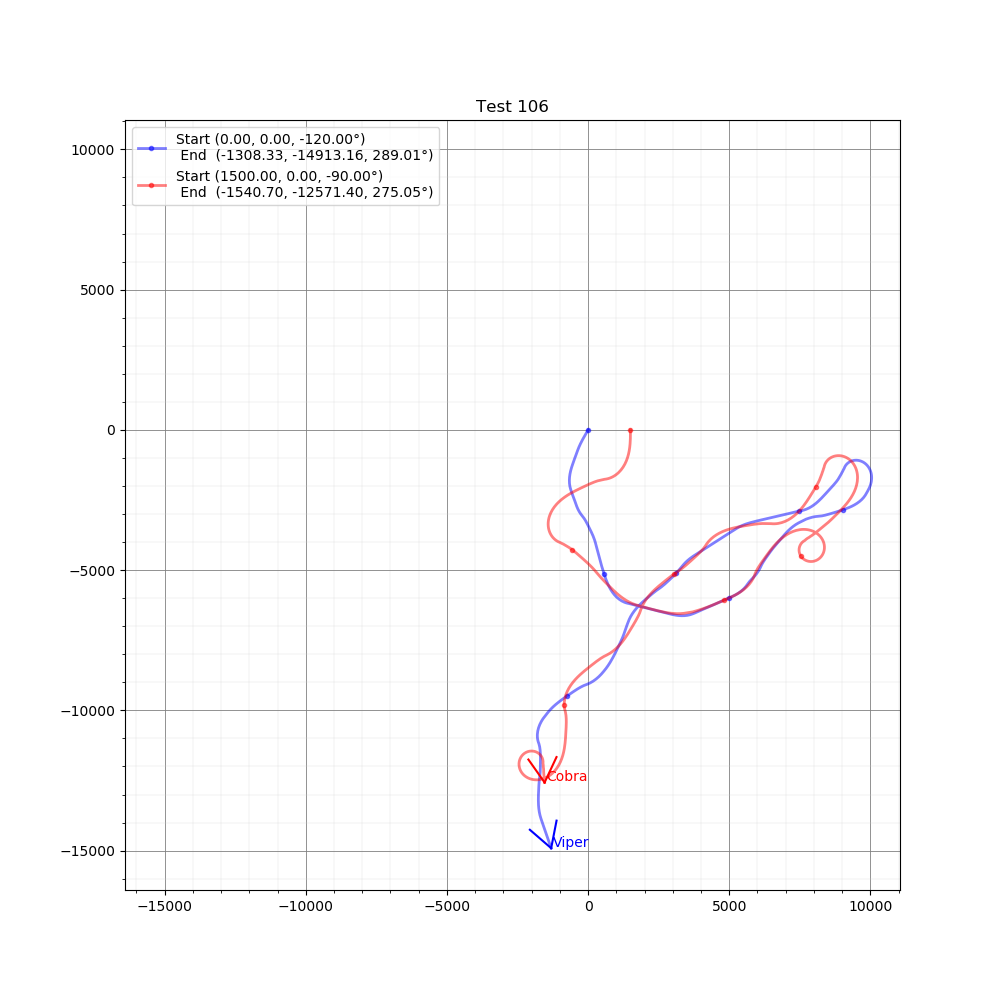 Test 106
Start (0.00, 0.00, -120.00°)
End  (-1308.33, -14913.16, 289.01°)
Start (1500.00, 0.00, -90.00°)
End  (-1540.70, -12571.40, 275.05°)
10000
5000
0
−5000
−10000
−15000
Cobra
Viper
−15000
−10000
−5000
0
5000
10000